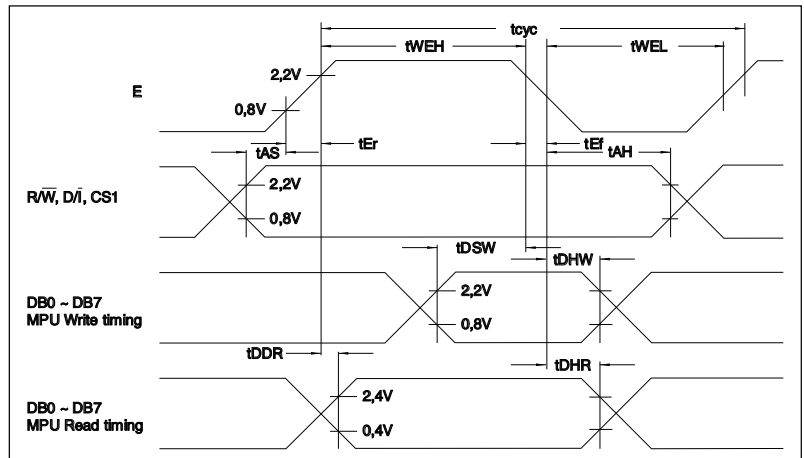 tcyc
tWEH
tWEL
E
2,2V
0,8V
tAS
tEr
tEf
tAH
R/W̅, D/I̅, CS1
2,2V
0,8V
tDSW
tDHW
DB0 ~ DB7
MPU Write timing
2,2V
0,8V
tDDR
tDHR
DB0 ~ DB7
MPU Read timing
2,4V
0,4V